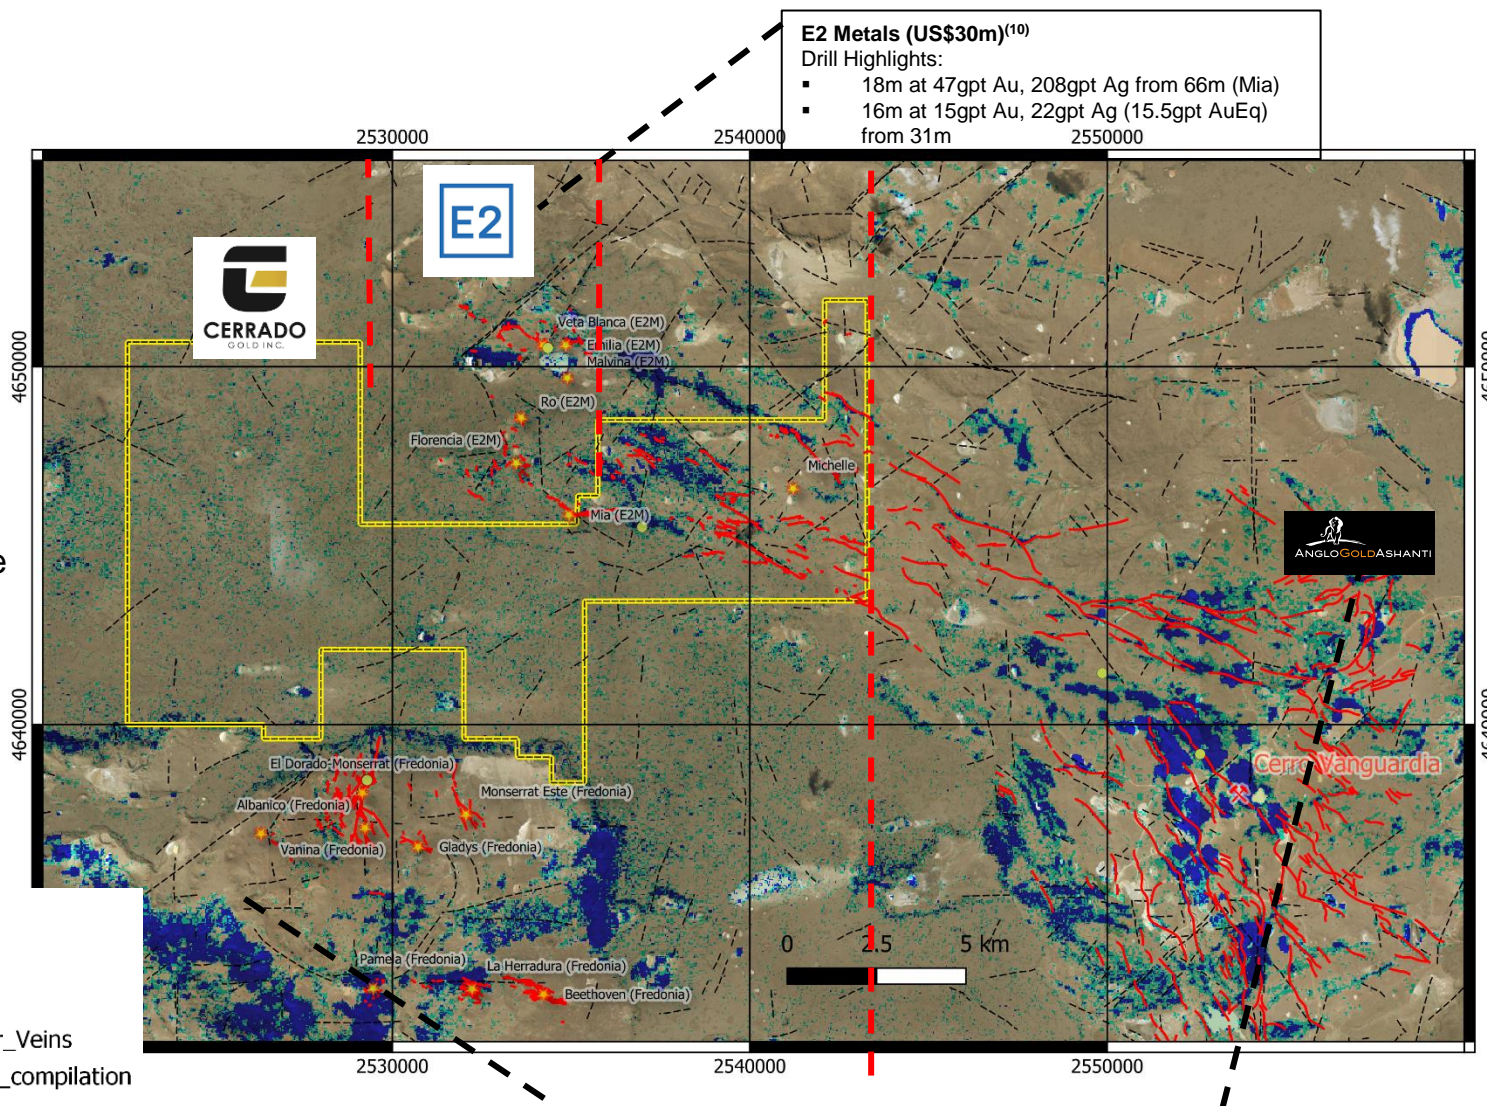 E2 Metals (US$30m)(10)
Drill Highlights:
▪ 18m at 47gpt Au, 208gpt Ag from 66m (Mia)
▪ 16m at 15gpt Au, 22gpt Ag (15.5gpt AuEq)
from 31m
2530000
2540000
2550000
E2
CERRADO
GOLD INC.
Veta Blanca (E2M)
Emilia (E2M)
Malvina (E2M)
4650000
4650000
Ro (E2M)
Florencia (E2M)
Michelle
Mia (E2M)
ANGLOGOLDASHANTI
e
4640000
4640000
El Dorado-Monserrat (Fredonia)
Cerro Vanguardia
Monserrat Este (Fredonia)
Albanico (Fredonia)
Vanina (Fredonia)
Gladys (Fredonia)
0 2.5 5 km
Pamela (Fredonia)
La Herradura (Fredonia)
Beethoven (Fredonia)
r_Veins
_compilation
2530000
2540000
2550000